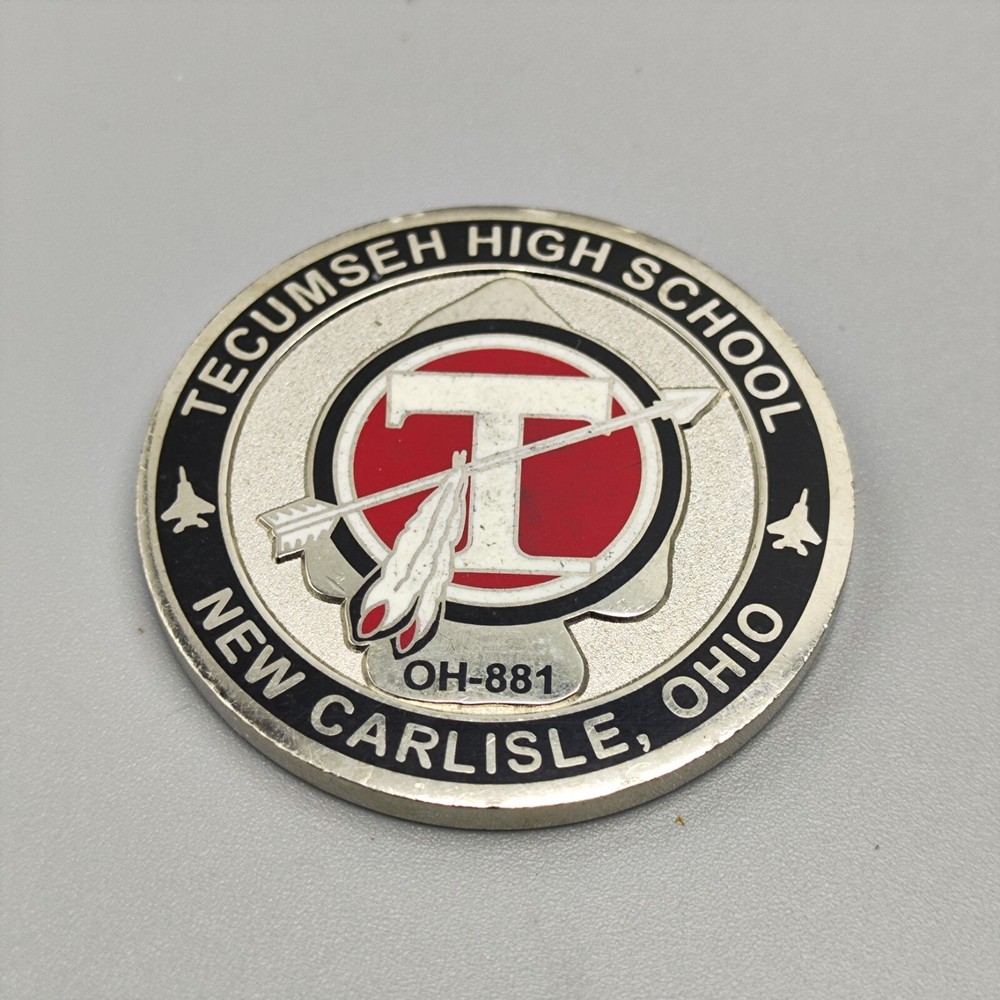 TECUMSEH HIGH SCHOOL
T
OH-881
NEW CARLISLE, OHIO